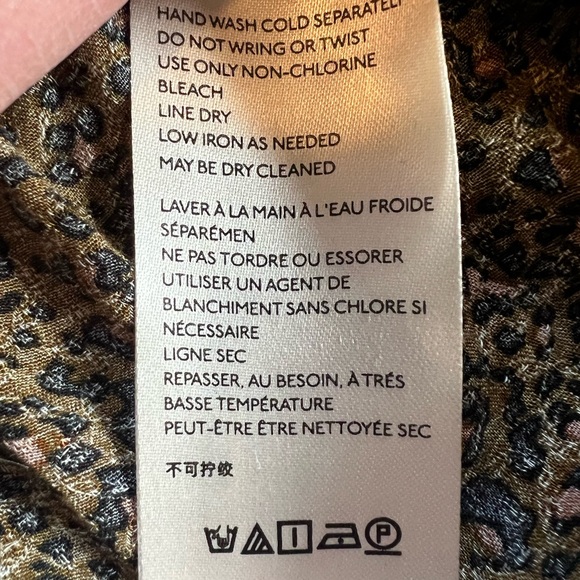 HAND WASH COLD SEPARATELY
DO NOT WRING OR TWIST
USE ONLY NON-CHLORINE
BLEACH
LINE DRY
LOW IRON AS NEEDED
MAY BE DRY CLEANED
LAVER À LA MAIN À L'EAU FROIDE
SÉPARÉMEN
NE PAS TORDRE OU ESSORER
UTILISER UN AGENT DE
BLANCHIMENT SANS CHLORE SI
NÉCESSAIRE
LIGNE SEC
REPASSER, AU BESOIN, À TRÉS
BASSE TEMPÉRATURE
PEUT-ÊTRE ÊTRE NETTOYÉE SEC
不可拧绞
P